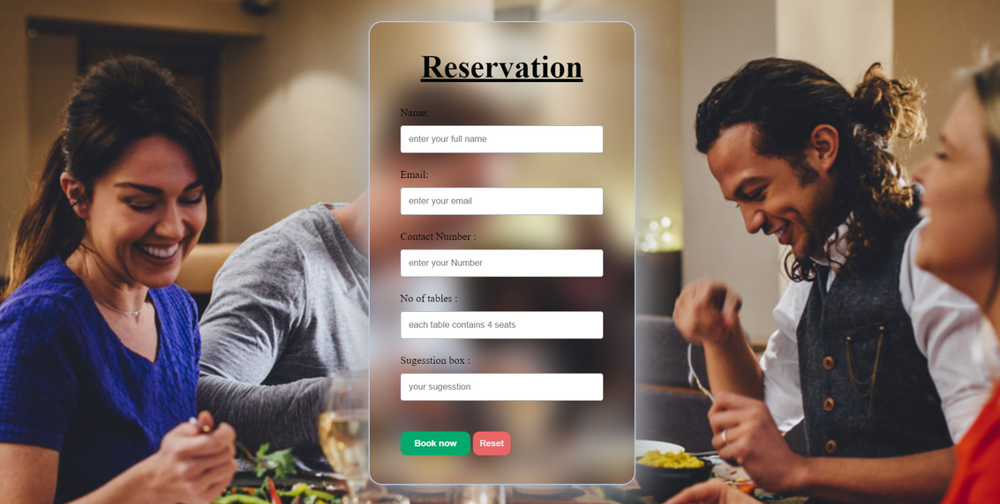 Reservation
Name:
enter your full name
Email:
enter your email
Contact Number :
enter your Number
No of tables :
each table contains 4 seats
Sugesstion box :
your sugesstion
Book now Reset